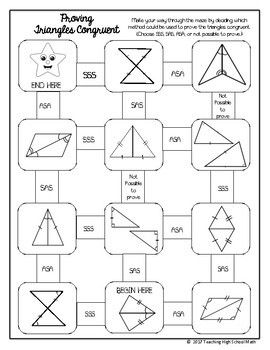 Proving
Triangles Congruent
Make your way through the maze by deciding which
method could be used to prove the triangles congruent.
(Choose SSS, SAS, ASA, or not possible to prove.)
END HERE
SSS
ASA
ASA
SAS
Not
Possible
to
prove
SSS
ASA
SAS
Not
Possible
to
prove
SAS
SSS
SAS
ASA
SAS
ASA
BEGIN HERE
SAS
SSS
© 2017 Teaching High School Math